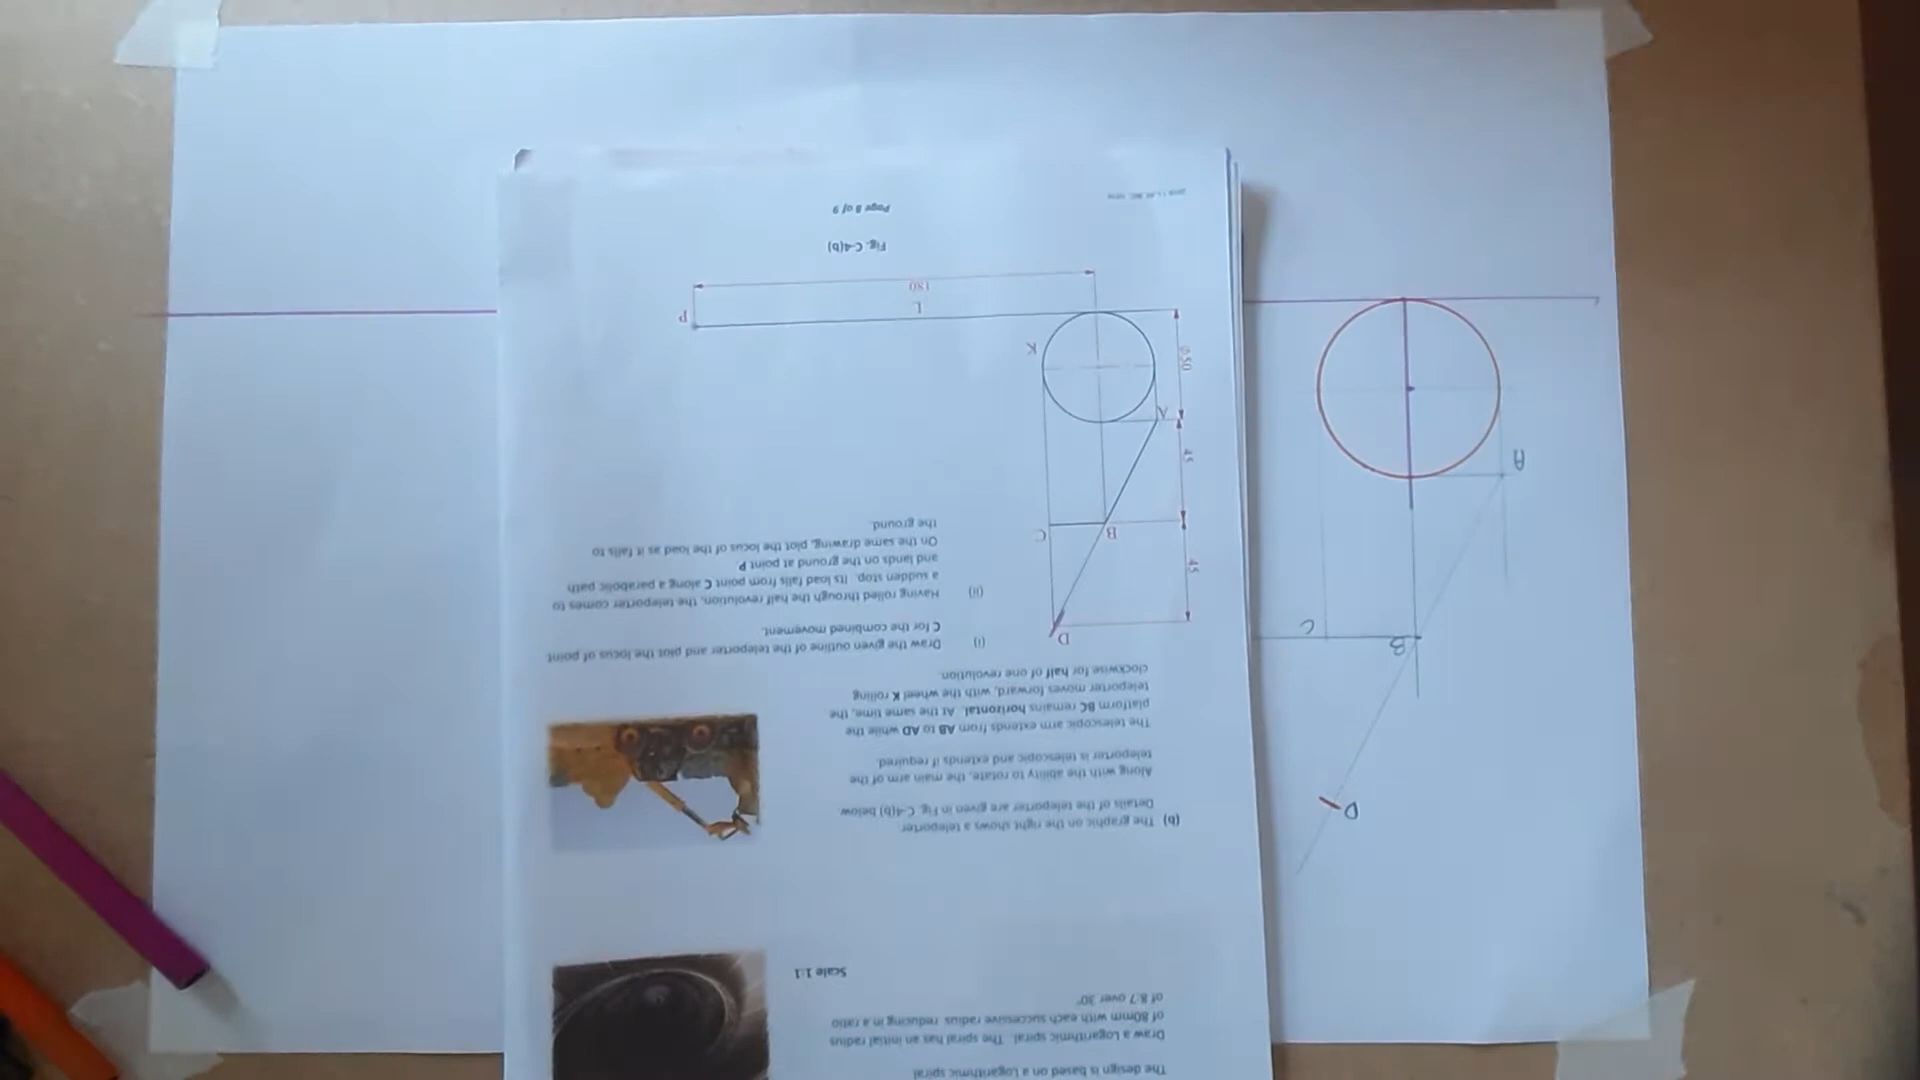 The design is based on a Logarithmic spiral
Draw a Logarithmic spiral. The spiral has an initial radius
of 80mm with each successive radius reducing in a ratio
of 8:7 over 30°
Scale 1:1
(b) The graphic on the right shows a teleporter
Details of the teleporter are given in Fig. C-4(b) below.
Along with the ability to rotate, the main arm of the
teleporter is telescopic and extends if required.
The telescopic arm extends from AB to AD while the
platform BC remains horizontal. At the same time, the
teleporter moves forward, with the wheel K rolling
clockwise for half of one revolution.
(i) Draw the given outline of the teleporter and plot the locus of point
C for the combined movement.
(ii) Having rolled through the half revolution, the teleporter comes to
a sudden stop. Its load falls from point C along a parabolic path
and lands on the ground at point P
On the same drawing, plot the locus of the load as it falls to
the ground.
D
45
B
C
45
A
K
Ø50
L
P
180
Fig. C-4(b)
Page 8 of 9
D
B
C
A